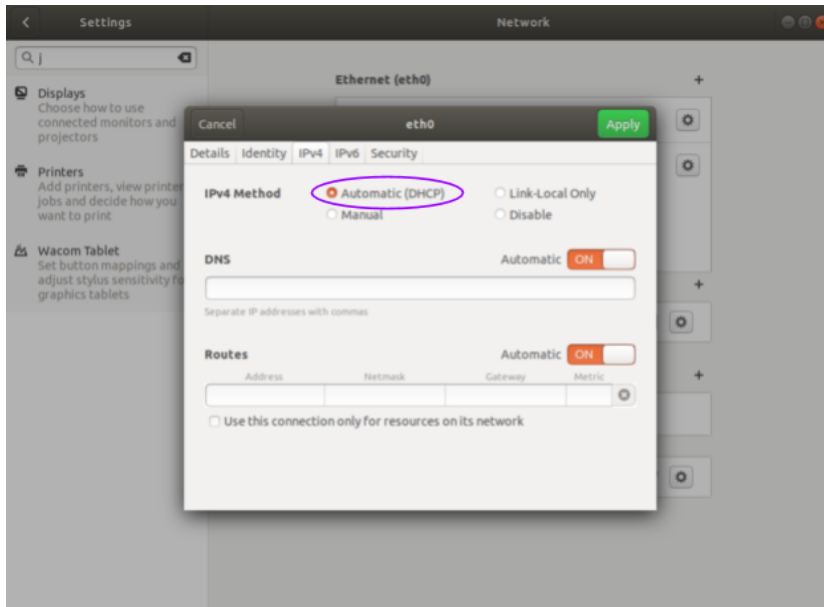 Settings
Network
j
Displays
Choose how to use
connected monitors and
projectors
Printers
Add printers, view printer
jobs and decide how you
want to print
Wacom Tablet
Set button mappings and
adjust stylus sensitivity fo
graphics tablets
Ethernet (eth0)
Cancel
eth0
Apply
Details Identity IPv4 IPv6 Security
IPv4 Method
Automatic (DHCP)
Link-Local Only
Manual
Disable
DNS
Automatic ON
Separate IP addresses with commas
Routes
Automatic ON
Address Netmask Gateway Metric
Use this connection only for resources on its network